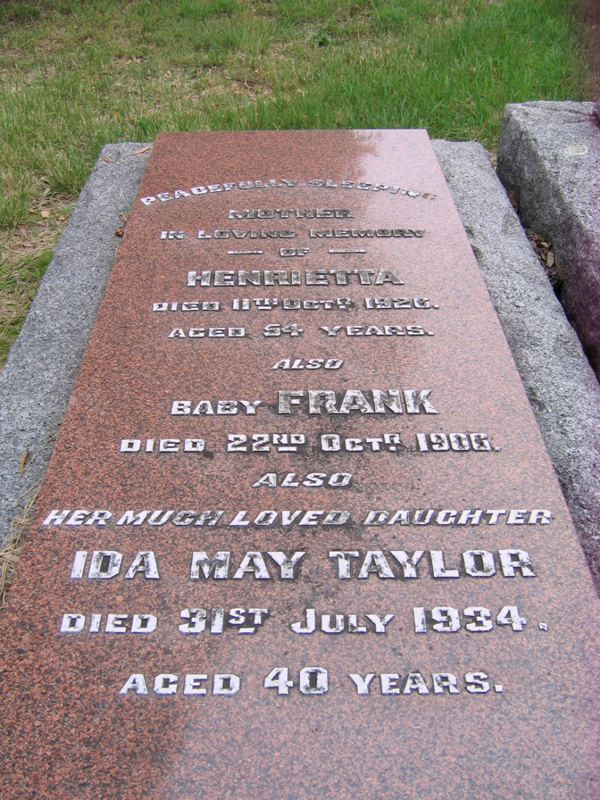 PEACEFULLY SLEEPING
MOTHER
IN LOVING MEMORY
— OF —
HENRIETTA
DIED 11TH OCTR. 1926.
AGED 54 YEARS.
ALSO
BABY FRANK
DIED 22ND OCTR. 1906.
ALSO
HER MUCH LOVED DAUGHTER
IDA MAY TAYLOR
DIED 31ST JULY 1934.
AGED 40 YEARS.